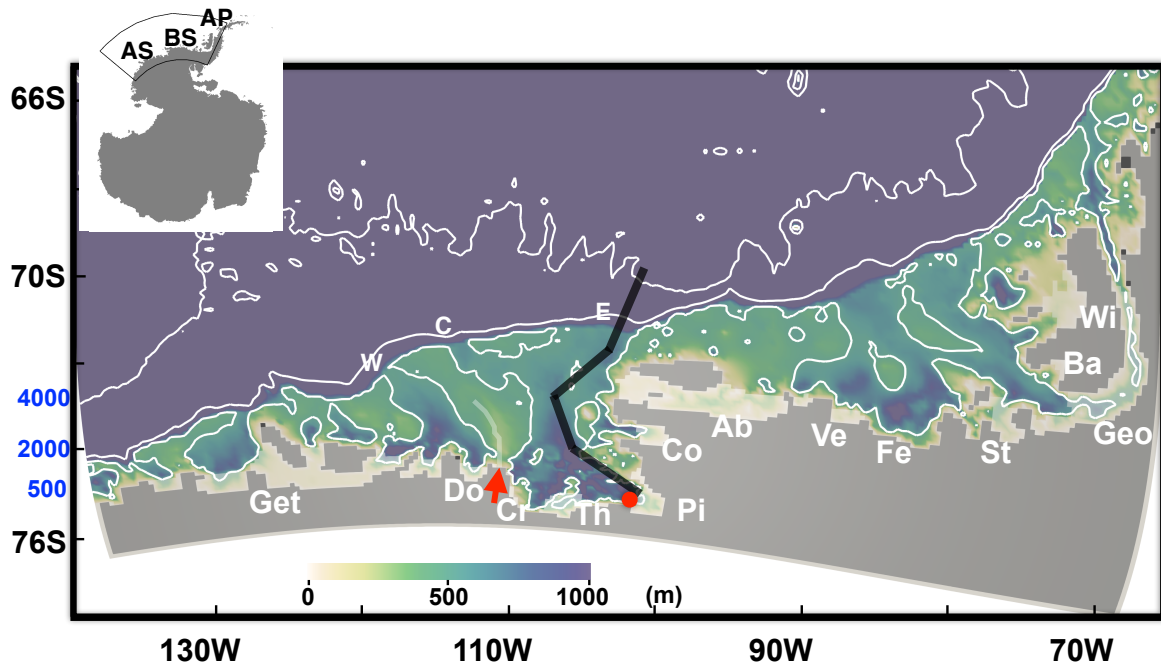 AP
BS
AS
66S
70S
E
C
W
Wi
Ba
4000
2000
500
Ab
Ve
Co
Fe
St
Geo
Get
Do
Cr
Th
Pi
76S
0
500
1000
(m)
130W
110W
90W
70W